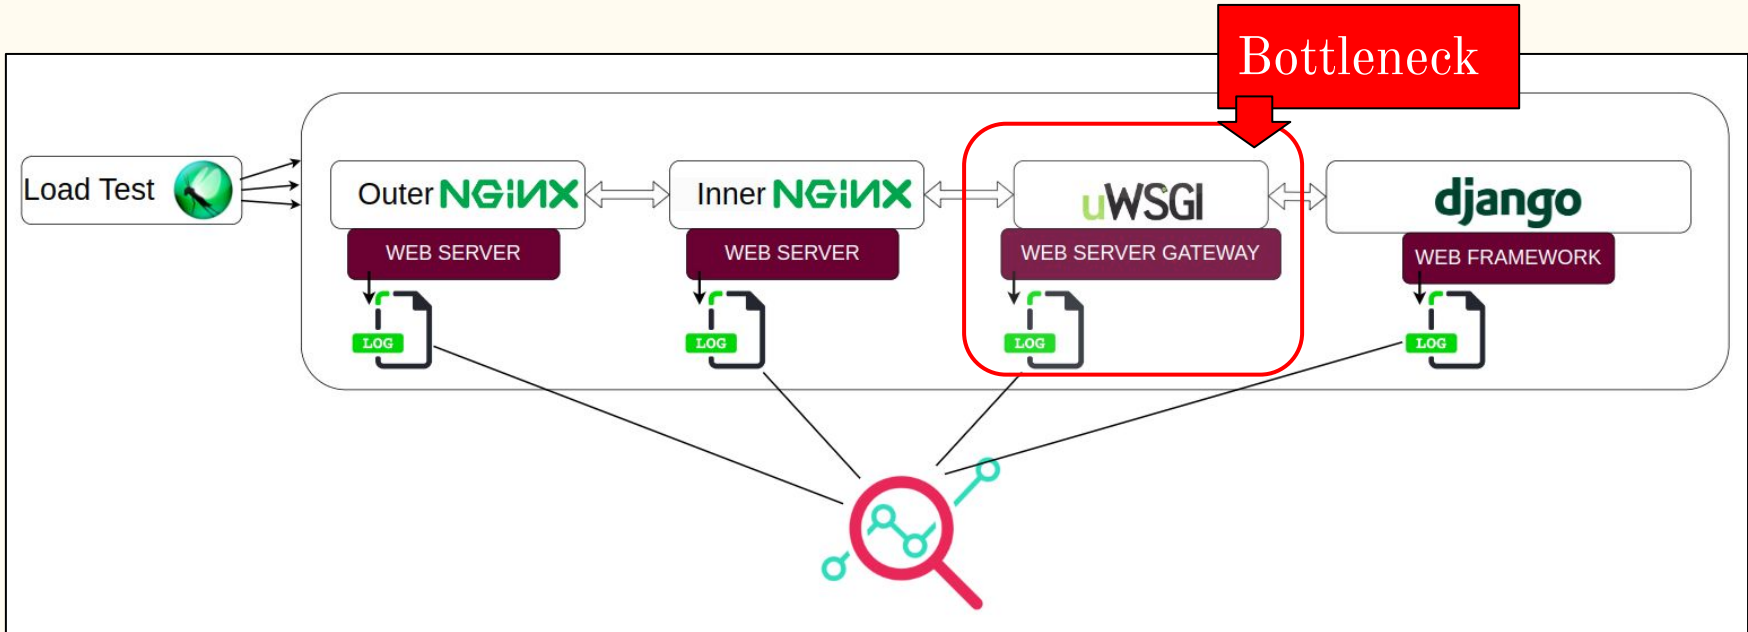 Bottleneck
Load Test
Outer NGINX
Inner NGINX
uWSGI
django
WEB SERVER
WEB SERVER
WEB SERVER GATEWAY
WEB FRAMEWORK
LOG
LOG
LOG
LOG